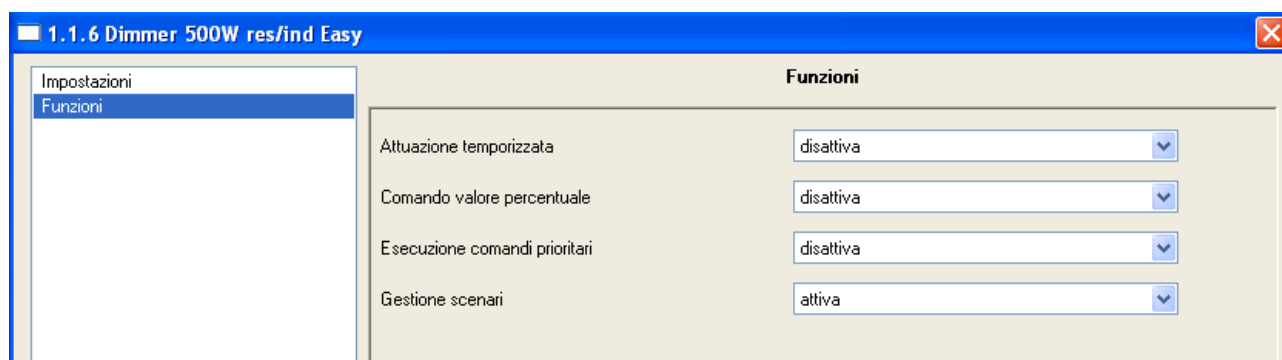 1.1.6 Dimmer 500W res/ind Easy
Impostazioni
Funzioni
Funzioni
Attuazione temporizzata disattiva
Comando valore percentuale disattiva
Esecuzione comandi prioritari disattiva
Gestione scenari attiva